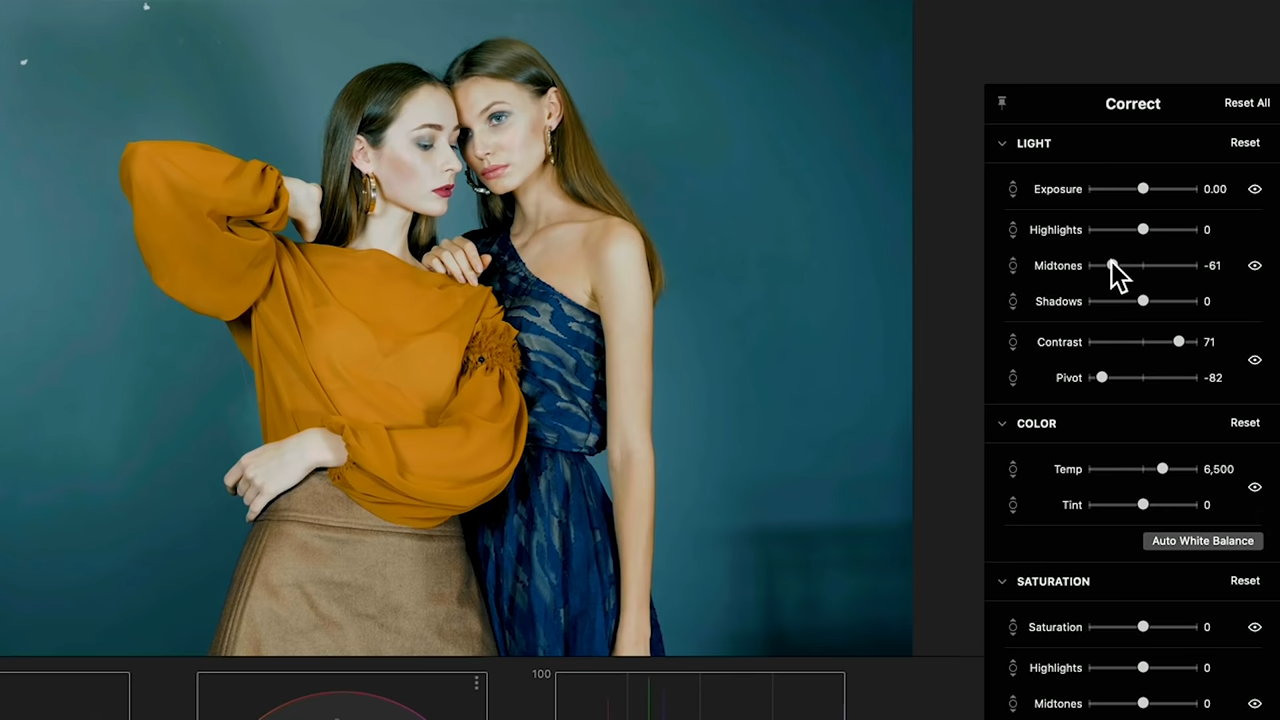 Correct Reset All
LIGHT Reset
Exposure 0.00
Highlights 0
Midtones -61
Shadows 0
Contrast 71
Pivot -82
COLOR Reset
Temp 6,500
Tint 0
Auto White Balance
SATURATION Reset
Saturation 0
Highlights 0
Midtones 0
100